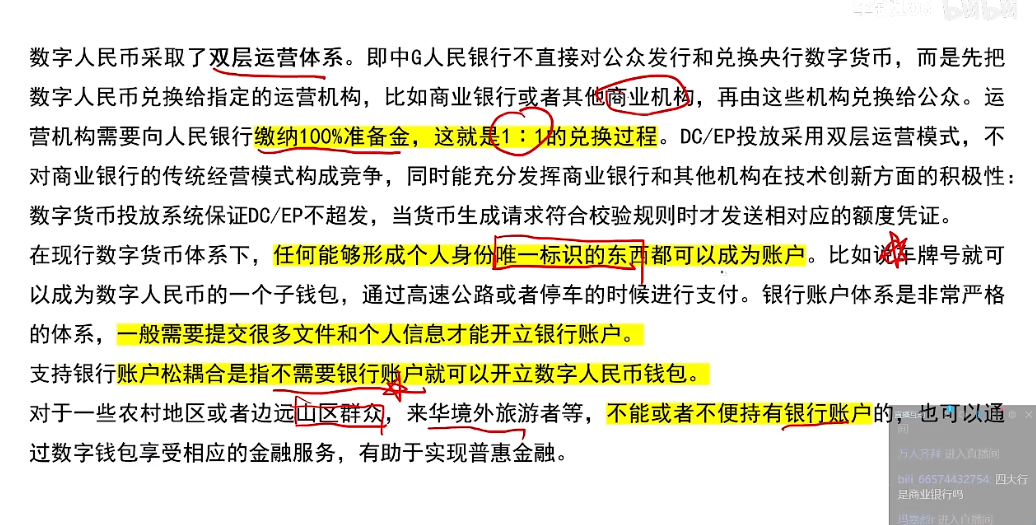 bilibili
数字人民币采取了双层运营体系。即中G人民银行不直接对公众发行和兑换央行数字货币，而是先把
数字人民币兑换给指定的运营机构，比如商业银行或者其他商业机构，再由这些机构兑换给公众。运
营机构需要向人民银行缴纳100%准备金，这就是1：1的兑换过程。DC/EP投放采用双层运营模式，不
对商业银行的传统经营模式构成竞争，同时能充分发挥商业银行和其他机构在技术创新方面的积极性：
数字货币投放系统保证DC/EP不超发，当货币生成请求符合校验规则时才发送相对应的额度凭证。
在现行数字货币体系下，任何能够形成个人身份唯一标识的东西都可以成为账户。比如说车牌号就可
以成为数字人民币的一个子钱包，通过高速公路或者停车的时候进行支付。银行账户体系是非常严格
的体系，一般需要提交很多文件和个人信息才能开立银行账户。
支持银行账户松耦合是指不需要银行账户就可以开立数字人民币钱包。
对于一些农村地区或者边远山区群众，来华境外旅游者等，不能或者不便持有银行账户的，也可以通
过数字钱包享受相应的金融服务，有助于实现普惠金融。
间
进入直播间
bili_66574432754: 四大行
是商业银行吗
进入直播间